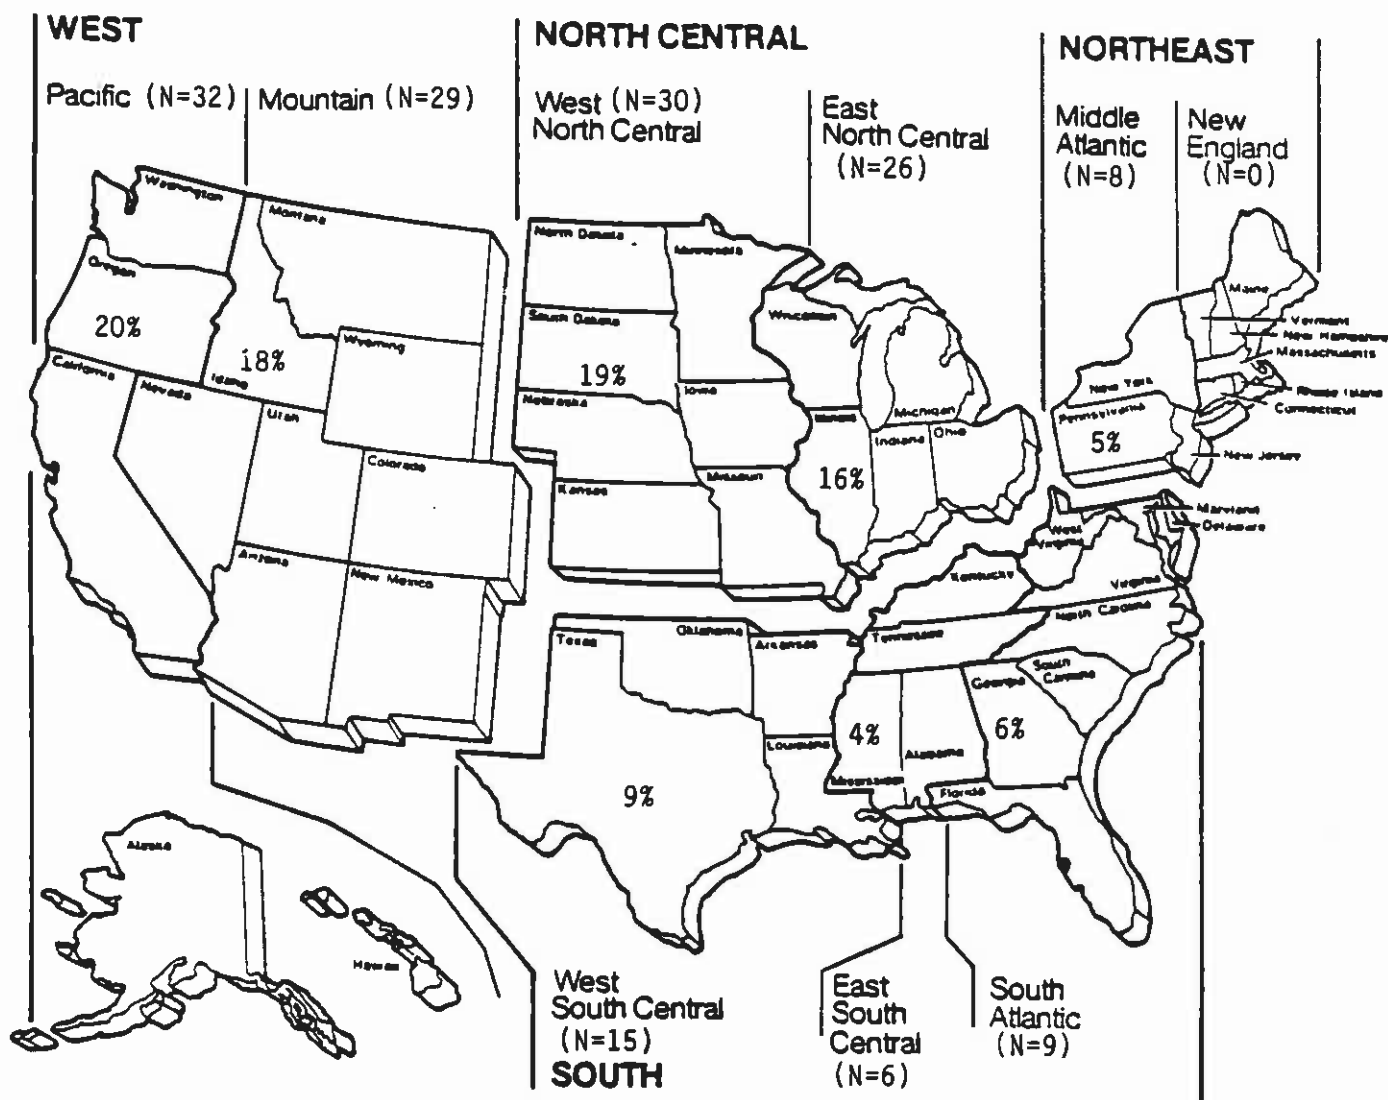 WEST
Pacific (N=32)
Mountain (N=29)
NORTH CENTRAL
West (N=30)
North Central
East
North Central
(N=26)
NORTHEAST
Middle
Atlantic
(N=8)
New
England
(N=0)
Washington
Montana
Oregon
20%
Idaho
18%
Wyoming
California
Nevada
Utah
Colorado
Arizona
New Mexico
North Dakota
Minnesota
South Dakota
19%
Wisconsin
Nebraska
Iowa
Michigan
Illinois
16%
Indiana
Ohio
Kansas
Missouri
Maine
Vermont
New Hampshire
Massachusetts
Rhode Island
Connecticut
New York
Pennsylvania
5%
New Jersey
Maryland
Delaware
West
Virginia
Virginia
Kentucky
North Carolina
Tennessee
South
Carolina
Oklahoma
Texas
9%
Arkansas
Louisiana
4%
Mississippi
Alabama
Georgia
6%
Florida
Alaska
Hawaii
West
South Central
(N=15)
SOUTH
East
South
Central
(N=6)
South
Atlantic
(N=9)